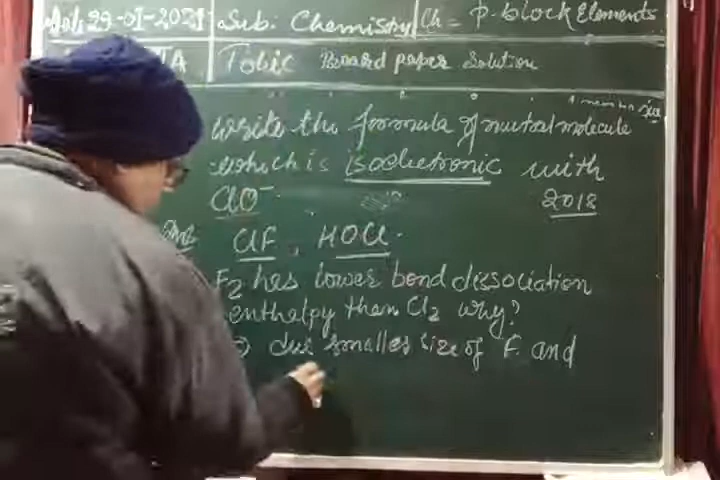 29-01-2021 Sub: Chemistry Ch = P-block Elements
Topic Board paper Solution
write the formula of neutral molecule
which is isoelectronic with
ClO⁻ 2018
Ans ClF, HOCl.
F2 has lower bond dissociation
enthalpy then Cl2 why?
due smaller size of F and